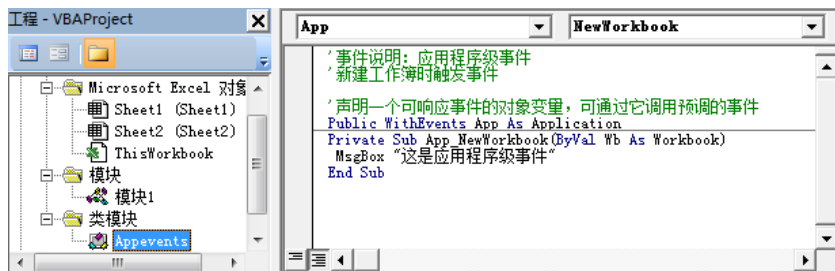 工程 - VBAProject
Microsoft Excel 对象
Sheet1 (Sheet1)
Sheet2 (Sheet2)
ThisWorkbook
模块
模块1
类模块
Appevents
App
NewWorkbook
'事件说明：应用程序级事件
'新建工作簿时触发事件
'声明一个可响应事件的对象变量，可通过它调用预调的事件
Public WithEvents App As Application
Private Sub App_NewWorkbook(ByVal Wb As Workbook)
MsgBox "这是应用程序级事件"
End Sub